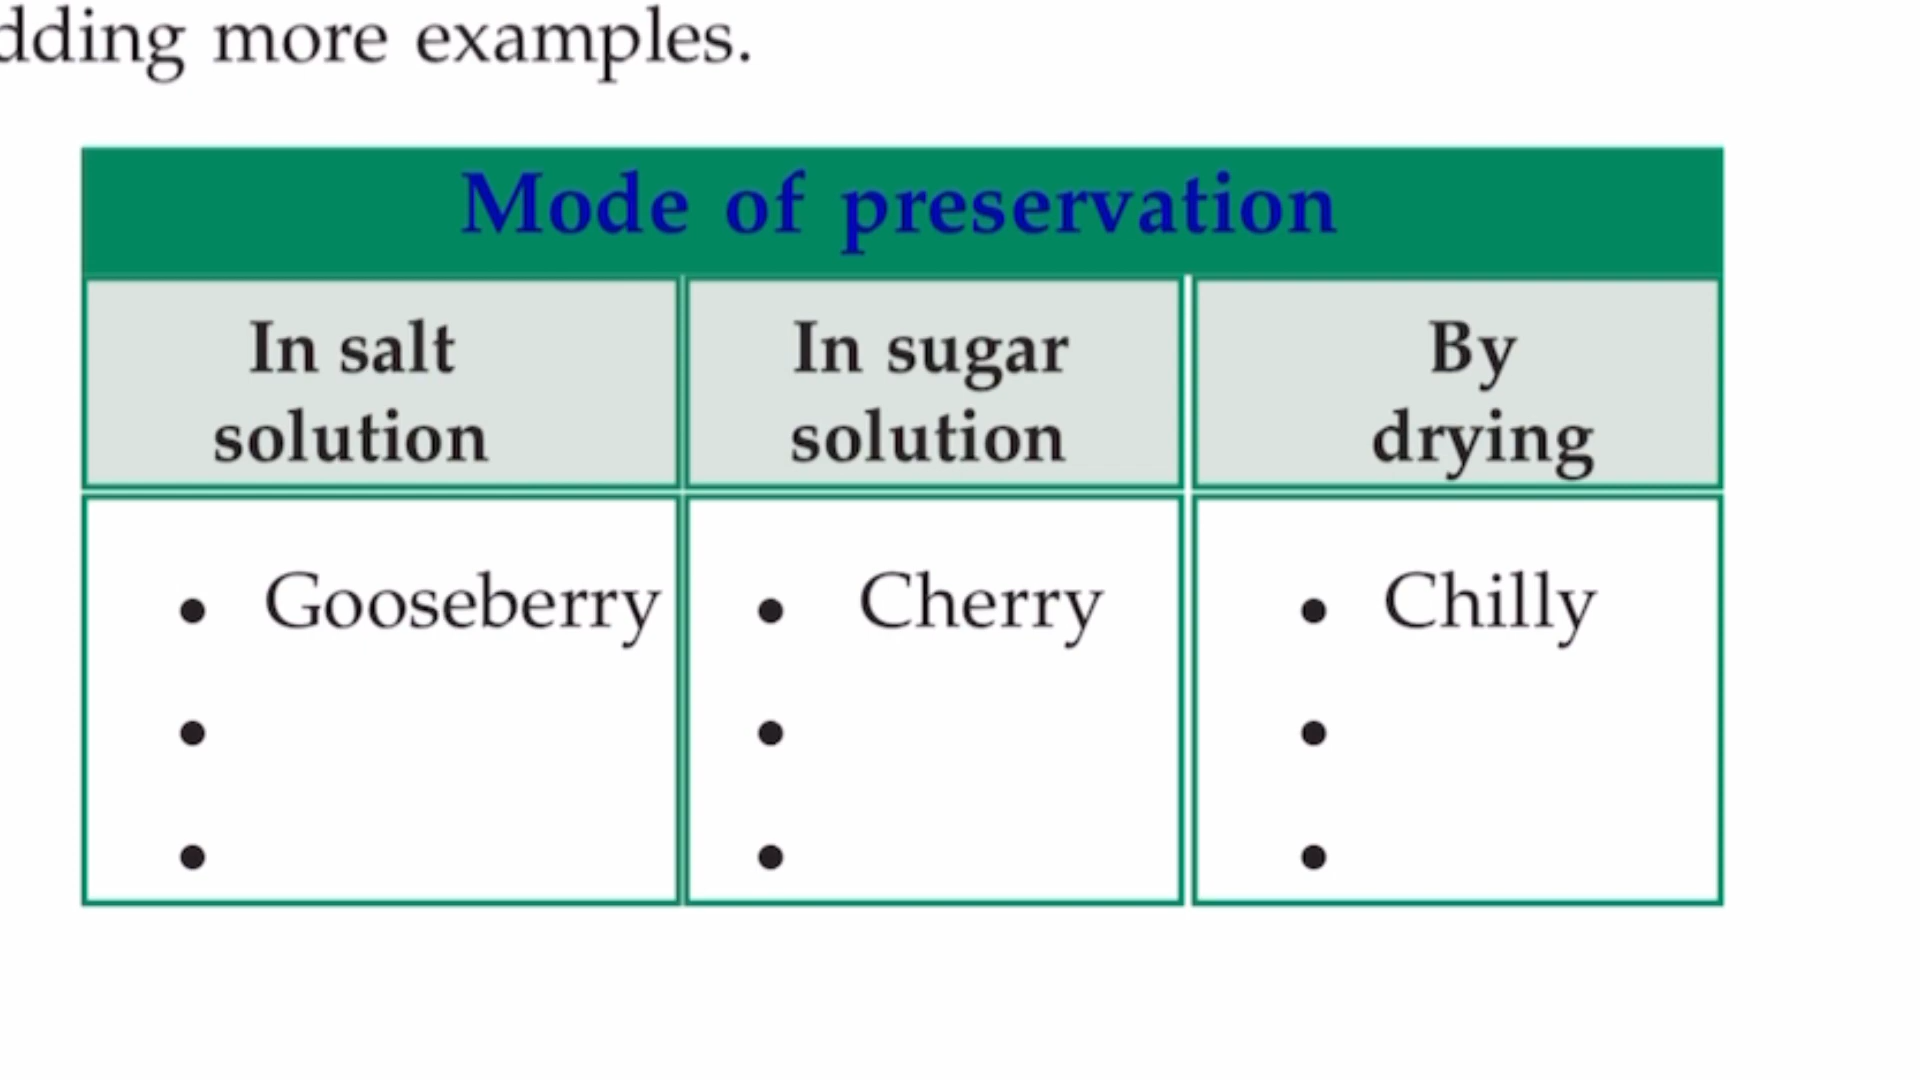 dding more examples.
Mode of preservation
In salt solution
In sugar solution
By drying
• Gooseberry
• Cherry
• Chilly
•
•
•
•
•
•